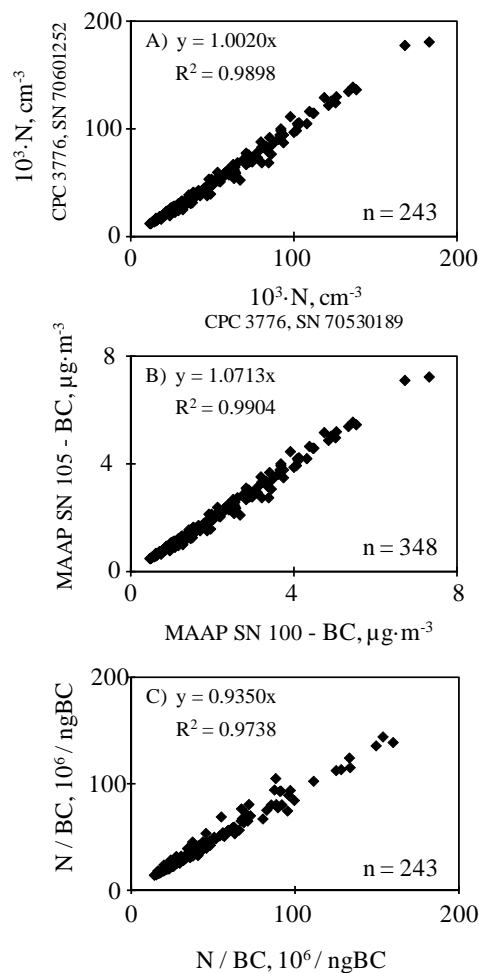 200
A) y = 1.0020x
R² = 0.9898
10³·N, cm⁻³
CPC 3776, SN 70601252
100
n = 243
0
0
100
200
10³·N, cm⁻³
CPC 3776, SN 70530189
8
B) y = 1.0713x
R² = 0.9904
MAAP SN 105 - BC, µg·m⁻³
4
n = 348
0
0
4
8
MAAP SN 100 - BC, µg·m⁻³
200
C) y = 0.9350x
R² = 0.9738
N / BC, 10⁶ / ngBC
100
n = 243
0
0
100
200
N / BC, 10⁶ / ngBC